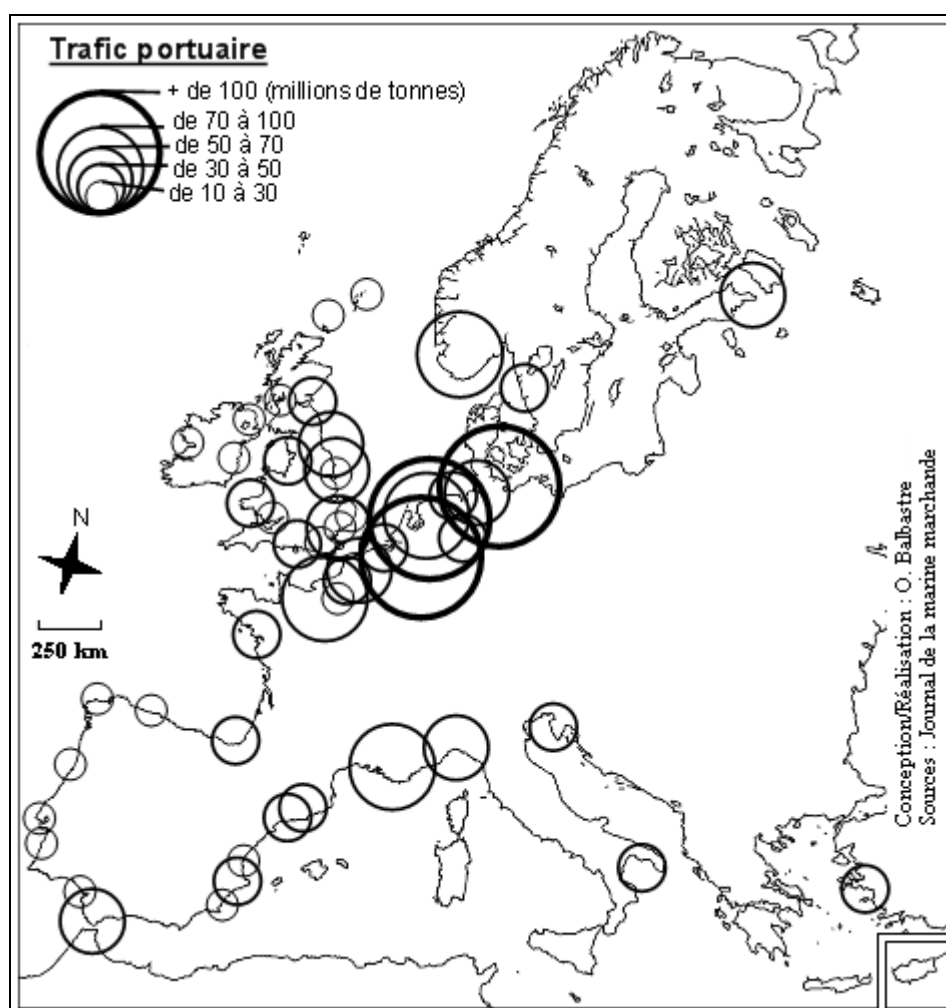 Trafic portuaire
+ de 100 (millions de tonnes)
de 70 à 100
de 50 à 70
de 30 à 50
de 10 à 30
N
250 km
Conception/Réalisation : O. Balbastre
Sources : Journal de la marine marchande